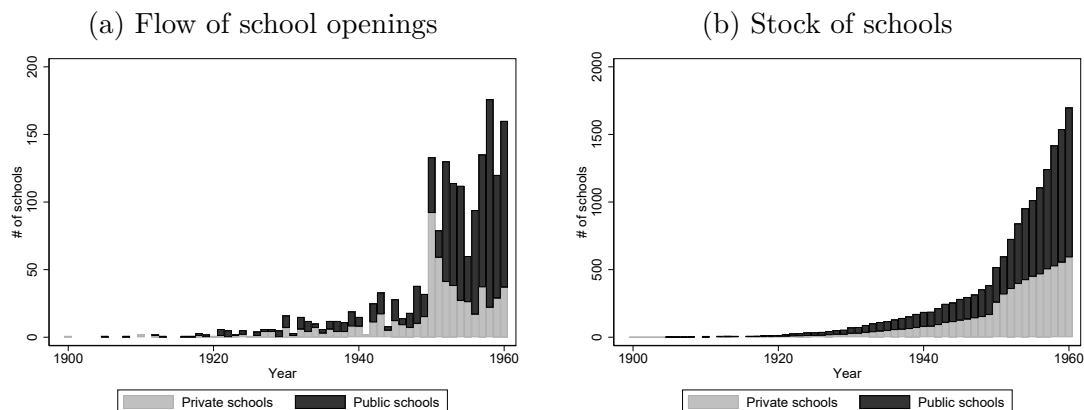 (a) Flow of school openings
200
150
100
50
0
# of schools
1900
1920
1940
1960
Year
Private schools
Public schools
(b) Stock of schools
2000
1500
1000
500
0
# of schools
1900
1920
1940
1960
Year
Private schools
Public schools